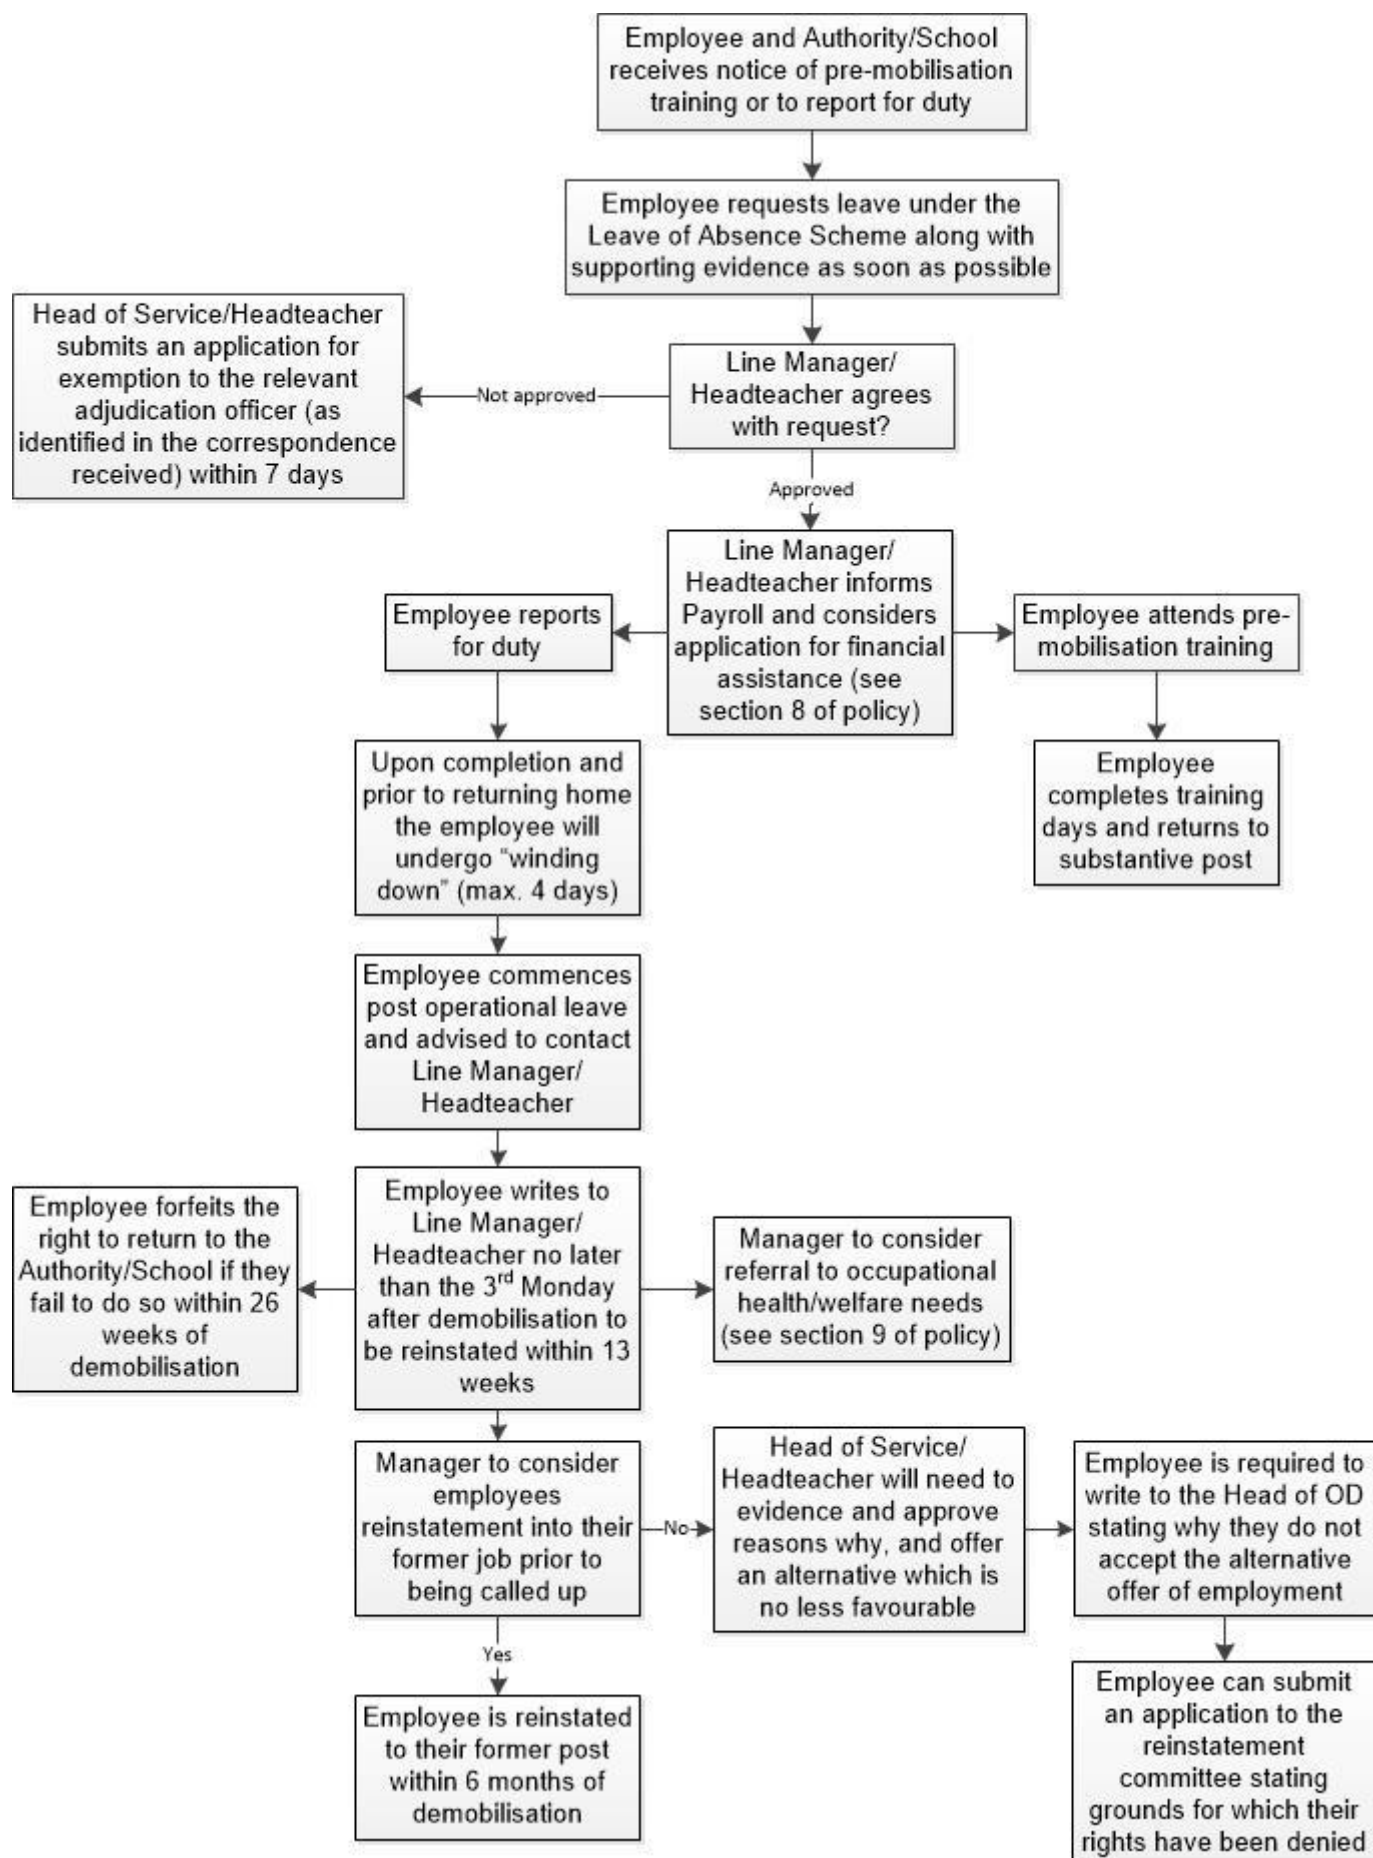 Employee and Authority/School
receives notice of pre-mobilisation
training or to report for duty
Employee requests leave under the
Leave of Absence Scheme along with
supporting evidence as soon as possible
Head of Service/Headteacher
submits an application for
exemption to the relevant
adjudication officer (as
identified in the correspondence
received) within 7 days
Not approved
Line Manager/
Headteacher agrees
with request?
Approved
Line Manager/
Headteacher informs
Payroll and considers
application for financial
assistance (see
section 8 of policy)
Employee reports
for duty
Employee attends pre-
mobilisation training
Upon completion and
prior to returning home
the employee will
undergo “winding
down” (max. 4 days)
Employee
completes training
days and returns to
substantive post
Employee commences
post operational leave
and advised to contact
Line Manager/
Headteacher
Employee forfeits the
right to return to the
Authority/School if they
fail to do so within 26
weeks of
demobilisation
Employee writes to
Line Manager/
Headteacher no later
than the 3rd Monday
after demobilisation to
be reinstated within 13
weeks
Manager to consider
referral to occupational
health/welfare needs
(see section 9 of policy)
Manager to consider
employees
reinstatement into their
former job prior to
being called up
No
Head of Service/
Headteacher will need to
evidence and approve
reasons why, and offer
an alternative which is
no less favourable
Employee is required to
write to the Head of OD
stating why they do not
accept the alternative
offer of employment
Yes
Employee is reinstated
to their former post
within 6 months of
demobilisation
Employee can submit
an application to the
reinstatement
committee stating
grounds for which their
rights have been denied